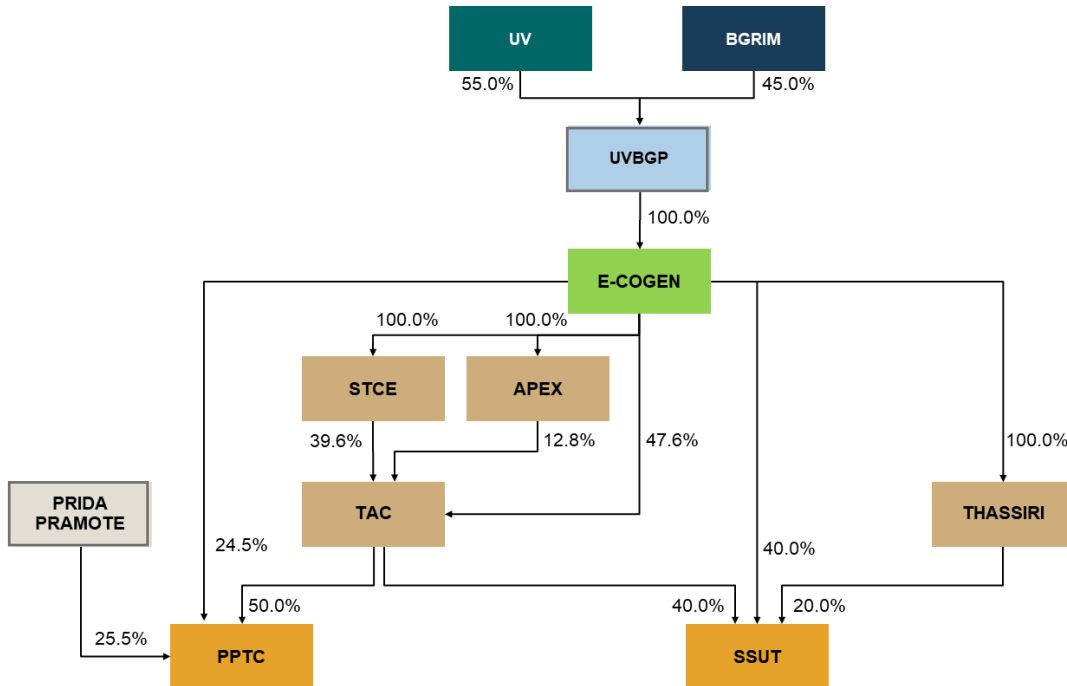 UV
BGRIM
55.0%
45.0%
UVBGP
100.0%
E-COGEN
100.0%
100.0%
STCE
APEX
39.6%
12.8%
47.6%
100.0%
PRIDA
PRAMOTE
TAC
THASSIRI
24.5%
40.0%
50.0%
40.0%
20.0%
25.5%
PPTC
SSUT